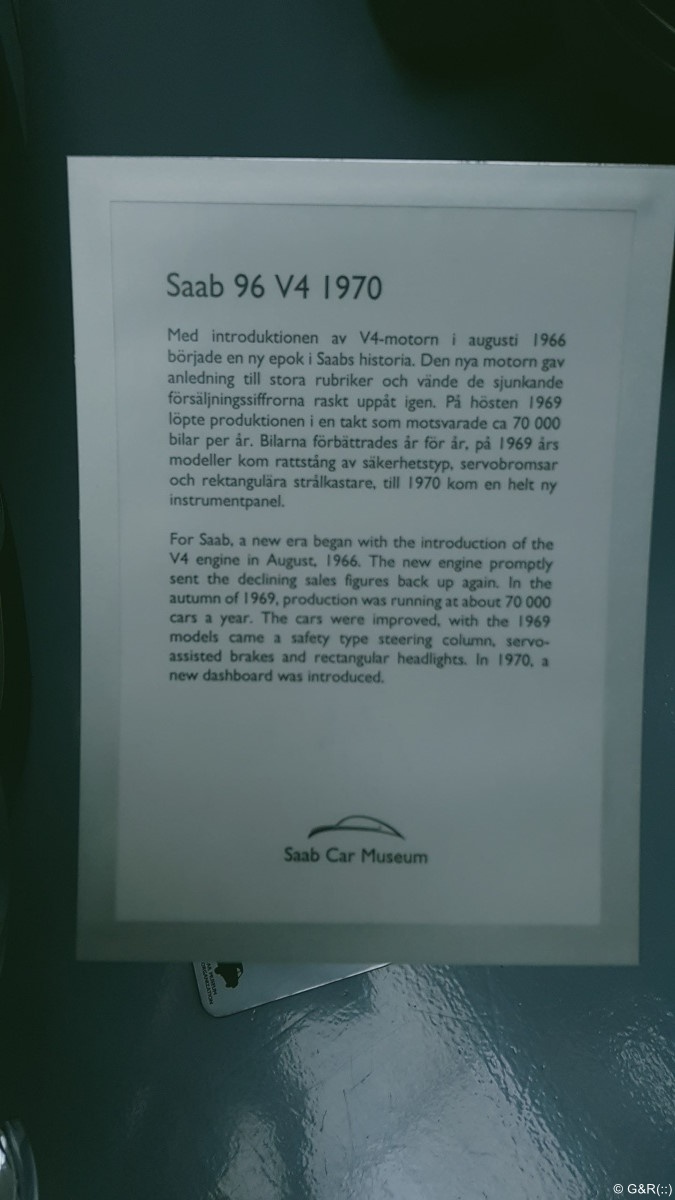 Saab 96 V4 1970
Med introduktionen av V4-motorn i augusti 1966
började en ny epok i Saabs historia. Den nya motorn gav
anledning till stora rubriker och vände de sjunkande
försäljningssiffrorna raskt uppåt igen. På hösten 1969
löpte produktionen i en takt som motsvarade ca 70 000
bilar per år. Bilarna förbättrades år för år, på 1969 års
modeller kom rattstång av säkerhetstyp, servobromsar
och rektangulära strålkastare, till 1970 kom en helt ny
instrumentpanel.
For Saab, a new era began with the introduction of the
V4 engine in August, 1966. The new engine promptly
sent the declining sales figures back up again. In the
autumn of 1969, production was running at about 70 000
cars a year. The cars were improved, with the 1969
models came a safety type steering column, servo-
assisted brakes and rectangular headlights. In 1970, a
new dashboard was introduced.
Saab Car Museum
© G&R(::)